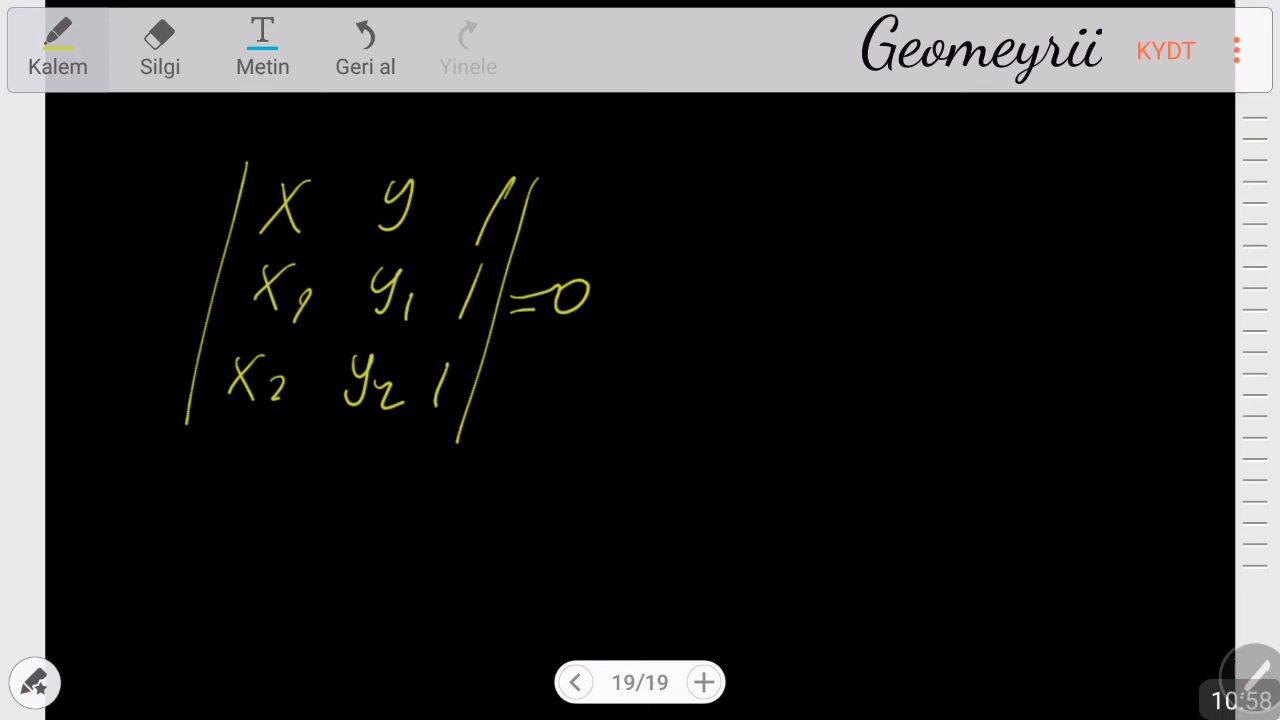 Kalem Silgi Metin Geri al Yinele Geomeyrii KYDT
x y 1
x1 y1 1 =0
x2 y2 1
19/19
10:58